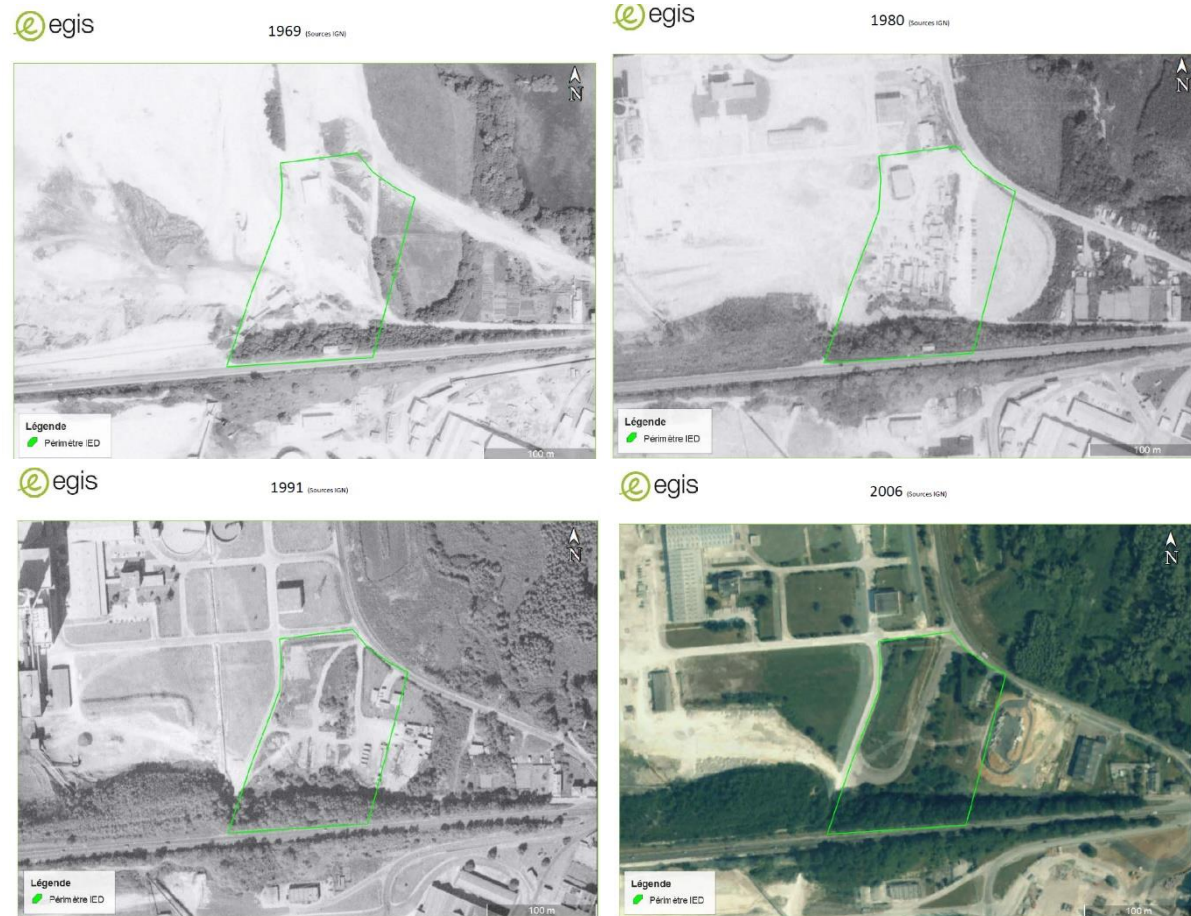 egis
1969 (Sources IGN)
N
Légende
Périmètre IED
100 m
egis
1980 (Sources IGN)
N
Légende
Périmètre IED
100 m
egis
1991 (Sources IGN)
N
Légende
Périmètre IED
100 m
egis
2006 (Sources IGN)
N
Légende
Périmètre IED
100 m